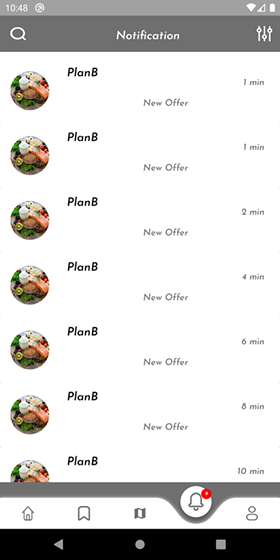 10:48
Notification
PlanB
1 min
New Offer
PlanB
1 min
New Offer
PlanB
2 min
New Offer
PlanB
4 min
New Offer
PlanB
6 min
New Offer
PlanB
8 min
New Offer
PlanB
10 min